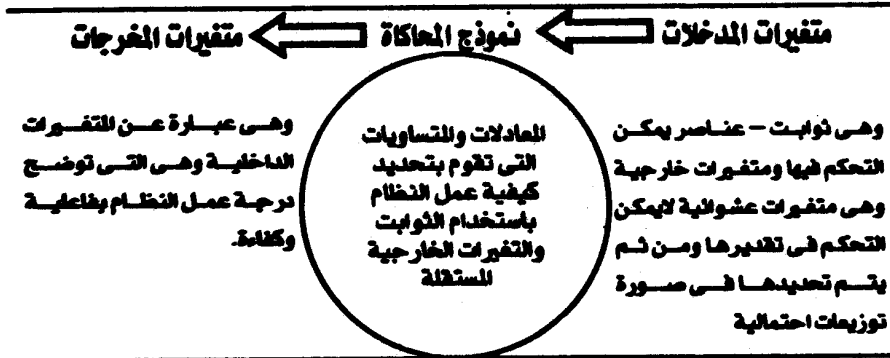 متغيرات المدخلات
نموذج المحاكاة
متغيرات المخرجات
وهى ثوابت – عناصر يمكن
التحكم فيها ومتغيرات خارجية
وهى متغيرات عشوائية لايمكن
التحكم فى تقديرها ومن ثم
يتم تحديدها فى صورة
توزيعات احتمالية
المعادلات والمتساويات
التى تقوم بتحديد
كيفية عمل النظام
باستخدام الثوابت
والتغيرات الخارجية
المستقلة
وهى عبارة عن المتغيرات
الداخلية وهى التى توضح
درجة عمل النظام بفاعلية
وكفاءة.